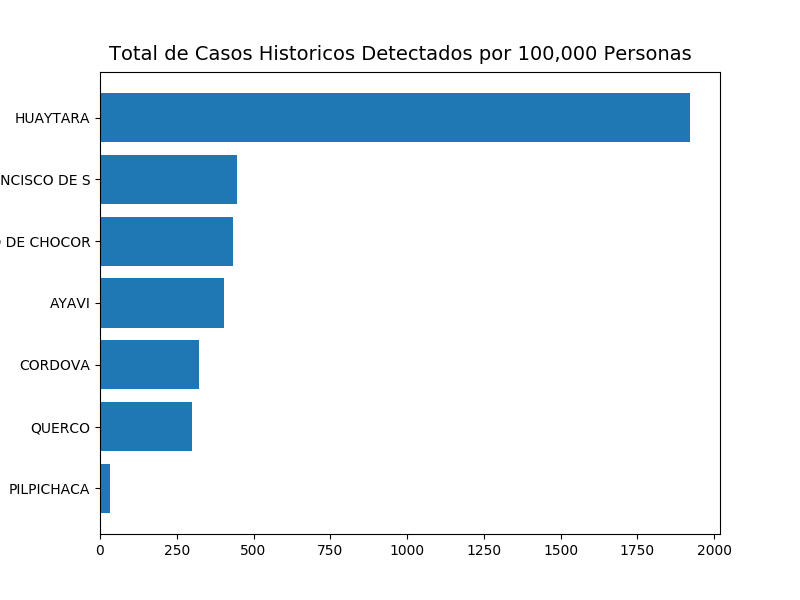 Total de Casos Historicos Detectados por 100,000 Personas
HUAYTARA
NCISCO DE S
DE CHOCOR
AYAVI
CORDOVA
QUERCO
PILPICHACA
0 250 500 750 1000 1250 1500 1750 2000